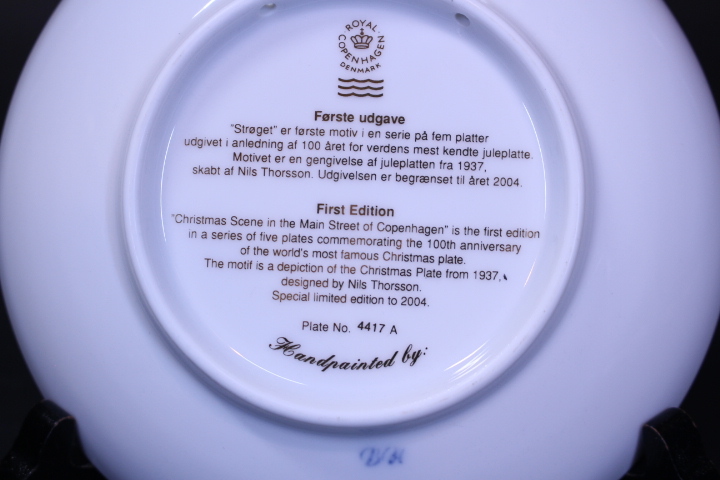 ROYAL
COPENHAGEN
DENMARK
Første udgave
"Strøget" er første motiv i en serie på fem platter
udgivet i anledning af 100 året for verdens mest kendte juleplatte.
Motivet er en gengivelse af juleplatten fra 1937,
skabt af Nils Thorsson. Udgivelsen er begrænset til året 2004.
First Edition
"Christmas Scene in the Main Street of Copenhagen" is the first edition
in a series of five plates commemorating the 100th anniversary
of the world's most famous Christmas plate.
The motif is a depiction of the Christmas Plate from 1937,
designed by Nils Thorsson.
Special limited edition to 2004.
Plate No. 4417 A
Handpainted by: